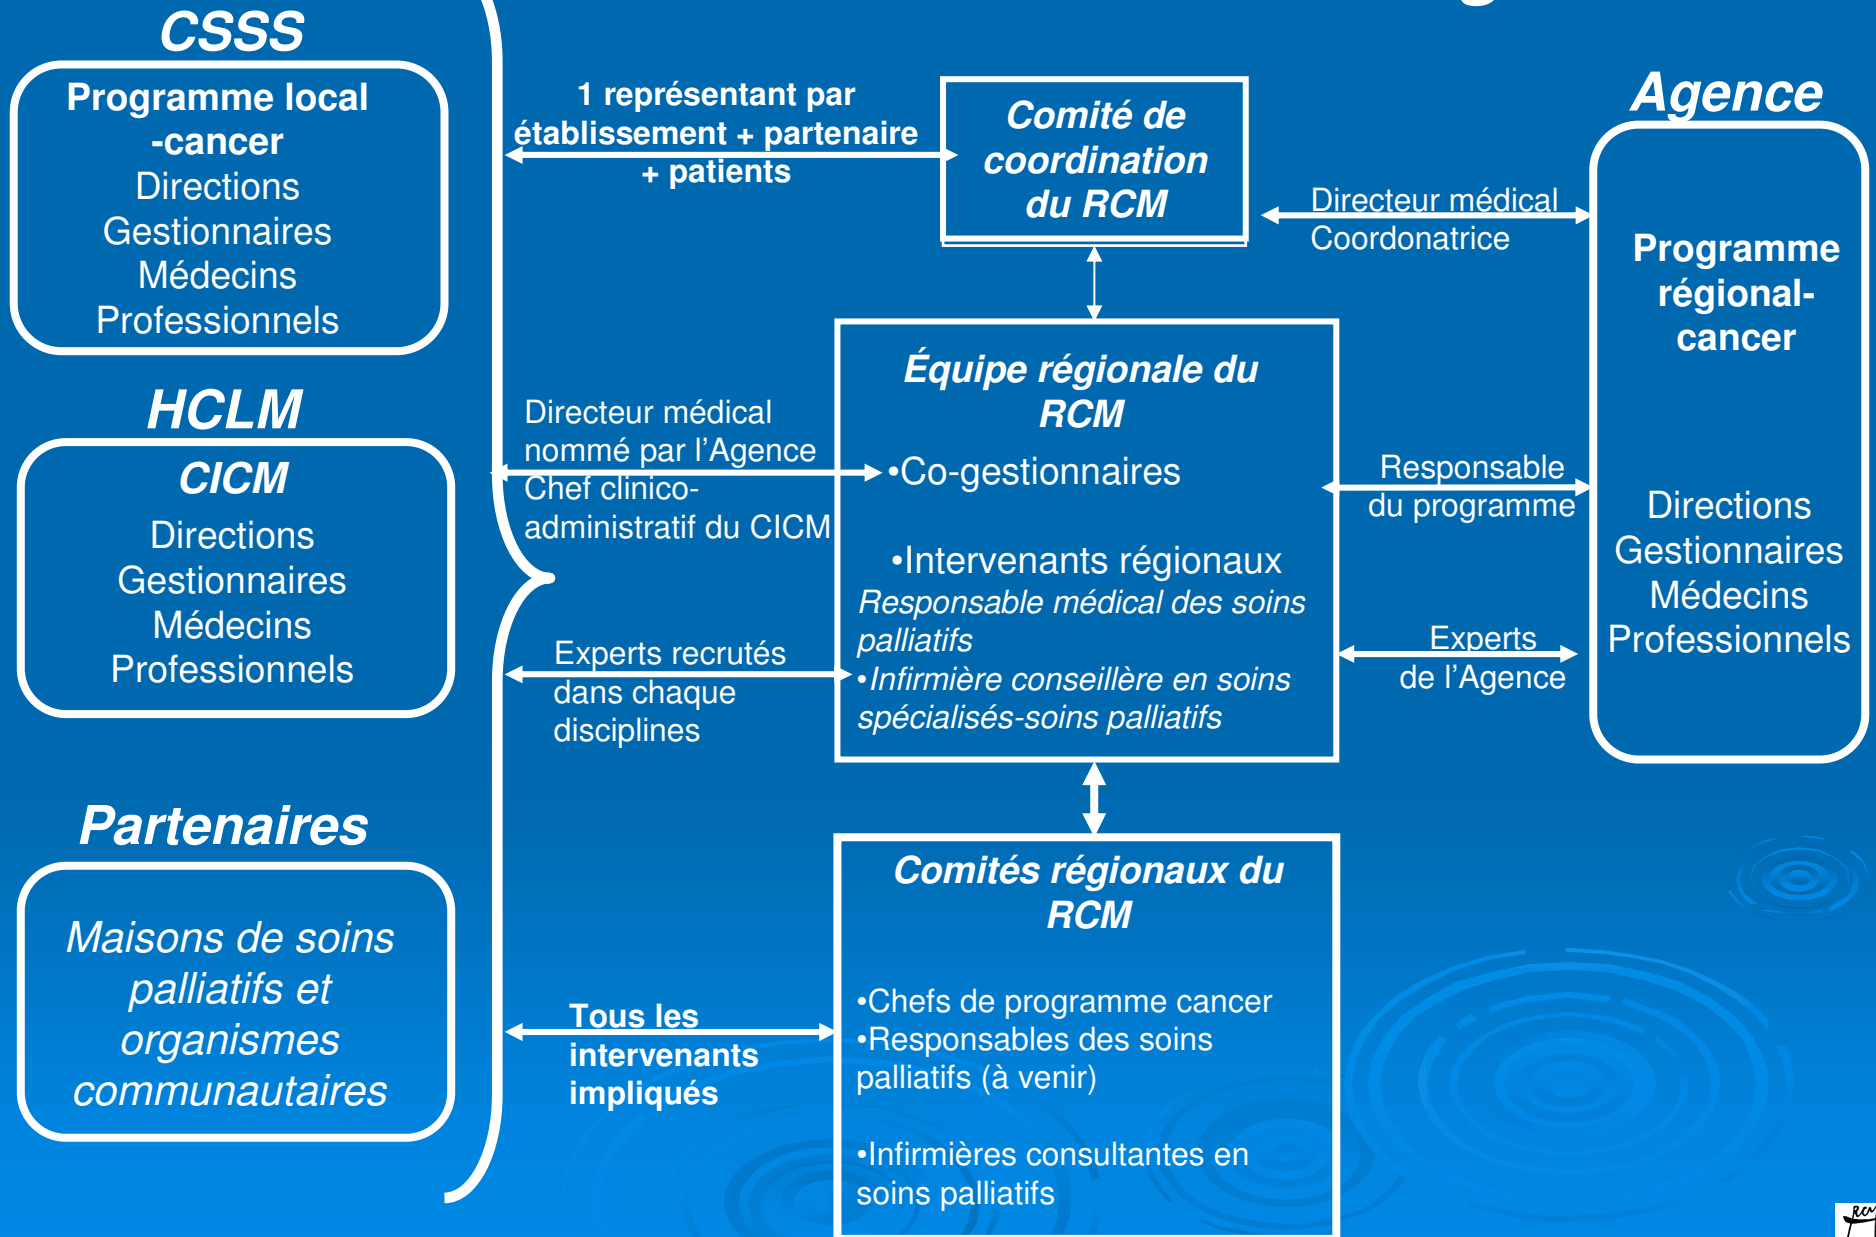 CSSS
Programme local
-cancer
Directions
Gestionnaires
Médecins
Professionnels
HCLM
CICM
Directions
Gestionnaires
Médecins
Professionnels
Partenaires
Maisons de soins
palliatifs et
organismes
communautaires
1 représentant par
établissement + partenaire
+ patients
Directeur médical
nommé par l’Agence
Chef clinico-
administratif du CICM
Experts recrutés
dans chaque
disciplines
Tous les
intervenants
impliqués
Comité de
coordination
du RCM
Équipe régionale du
RCM
•Co-gestionnaires
•Intervenants régionaux
Responsable médical des soins
palliatifs
•Infirmière conseillère en soins
spécialisés-soins palliatifs
Comités régionaux du
RCM
•Chefs de programme cancer
•Responsables des soins
palliatifs (à venir)
•Infirmières consultantes en
soins palliatifs
Directeur médical
Coordonatrice
Responsable
du programme
Experts
de l’Agence
Agence
Programme
régional-
cancer
Directions
Gestionnaires
Médecins
Professionnels